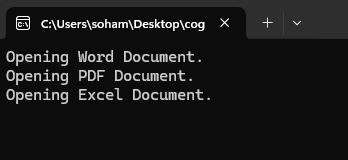 C:\Users\soham\Desktop\cog
Opening Word Document.
Opening PDF Document.
Opening Excel Document.